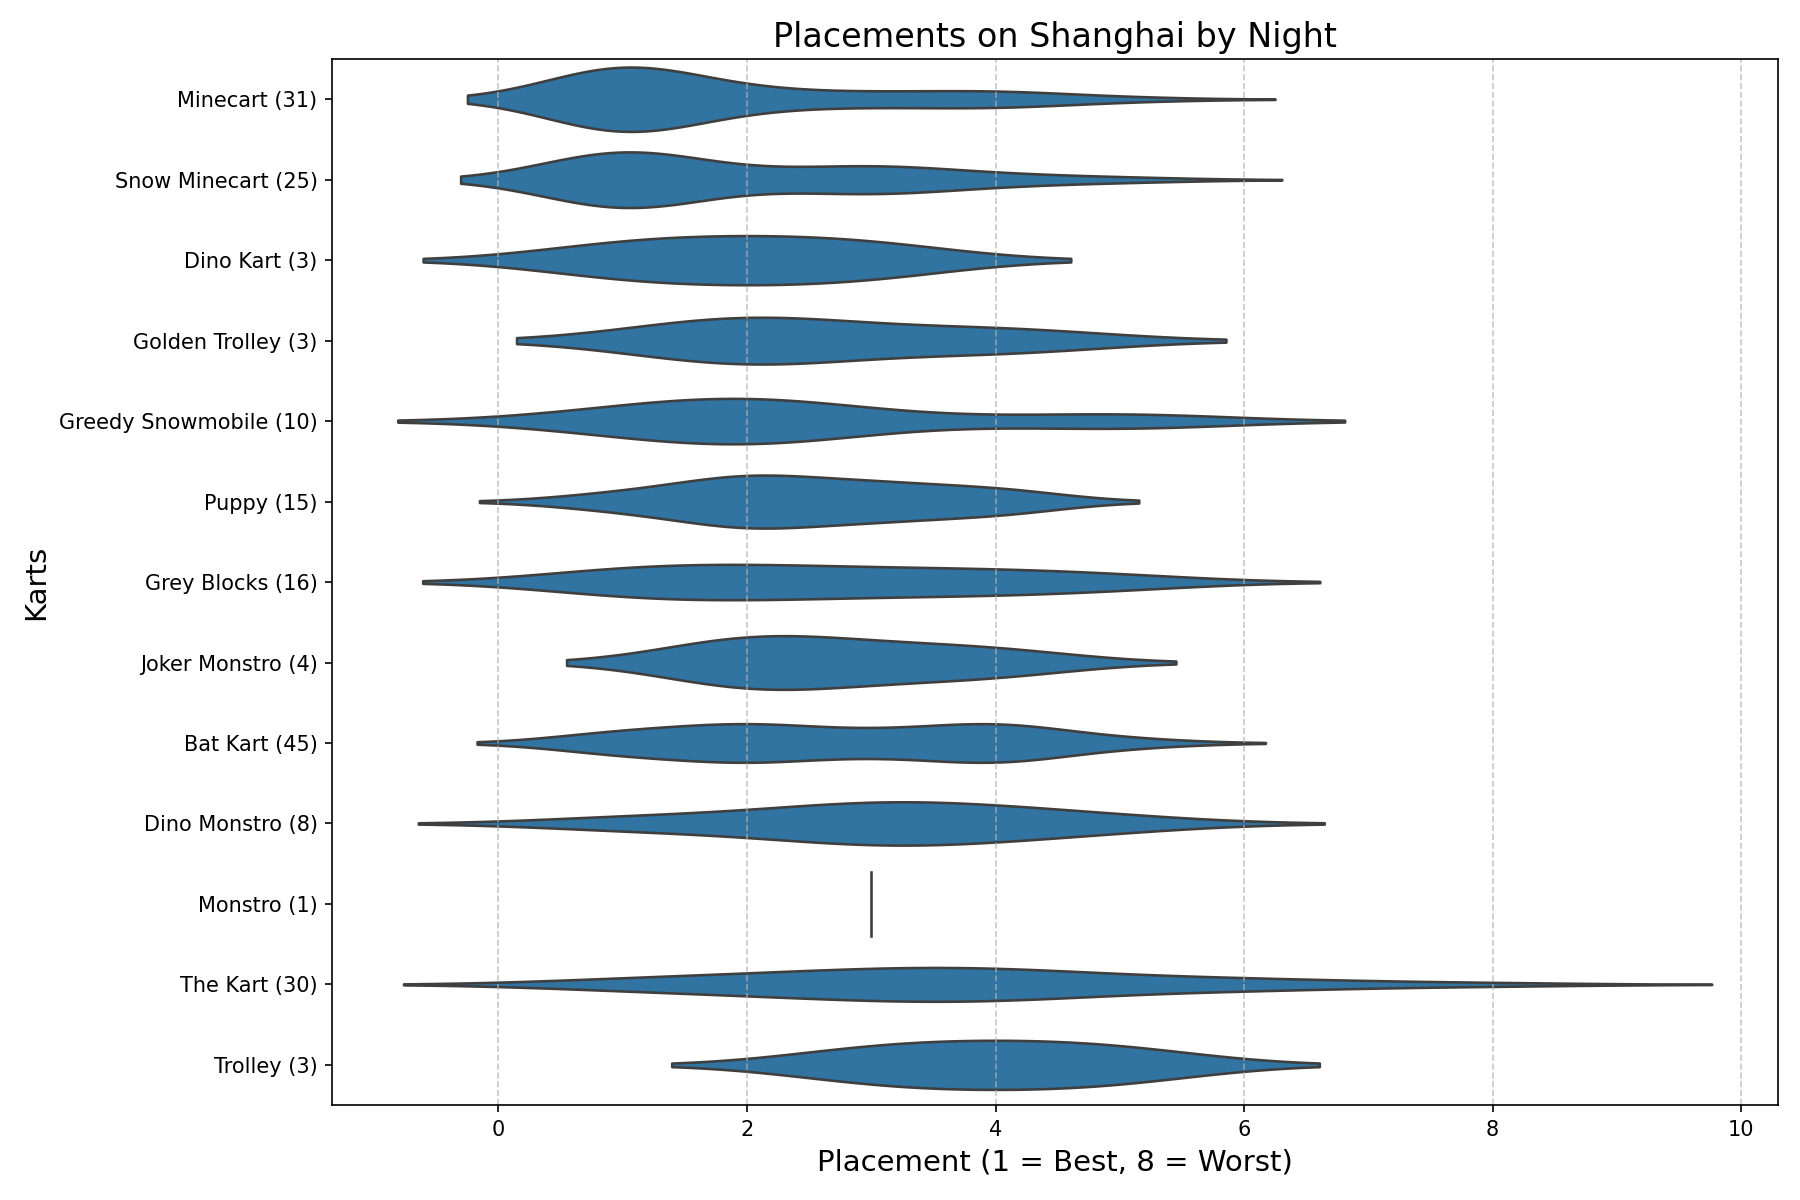 Placements on Shanghai by Night
Karts
Minecart (31)
Snow Minecart (25)
Dino Kart (3)
Golden Trolley (3)
Greedy Snowmobile (10)
Puppy (15)
Grey Blocks (16)
Joker Monstro (4)
Bat Kart (45)
Dino Monstro (8)
Monstro (1)
The Kart (30)
Trolley (3)
0 2 4 6 8 10
Placement (1 = Best, 8 = Worst)